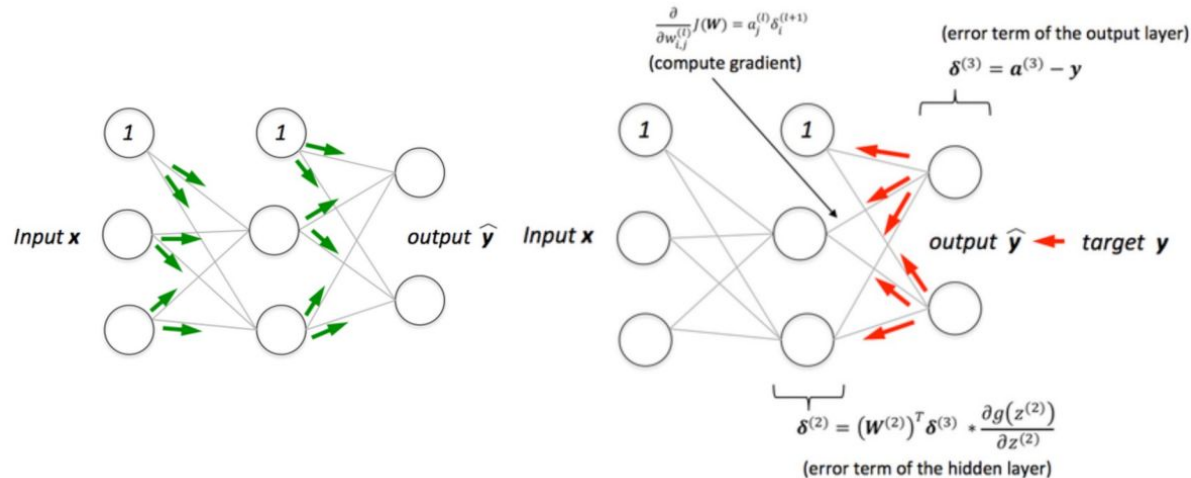 1
1
Input x
output ŷ
∂/∂w_{i,j}^{(l)} J(W) = a_j^{(l)} δ_i^{(l+1)}
(compute gradient)
(error term of the output layer)
δ^{(3)} = a^{(3)} − y
1
1
Input x
output ŷ
target y
δ^{(2)} = (W^{(2)})^T δ^{(3)} * ∂g(z^{(2)})/∂z^{(2)}
(error term of the hidden layer)